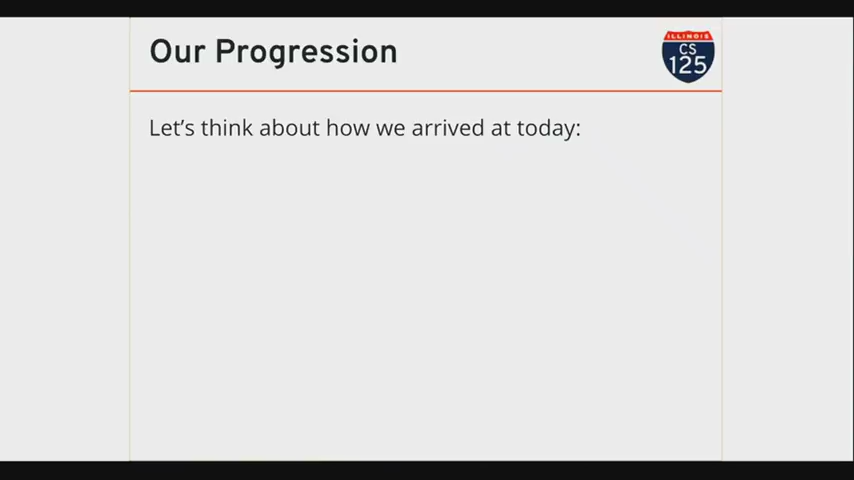 Our Progression
ILLINOIS
CS
125
Let's think about how we arrived at today: